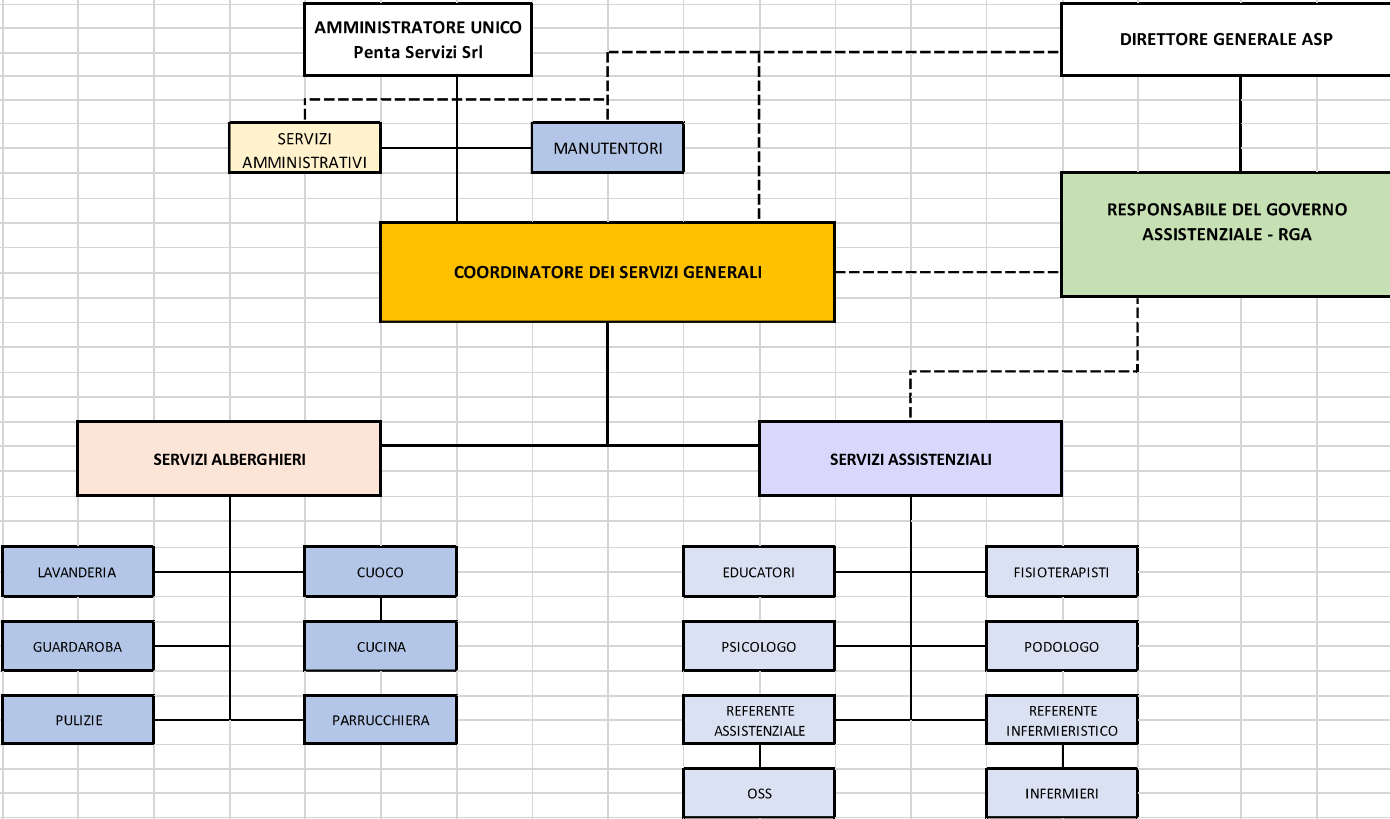 AMMINISTRATORE UNICO
Penta Servizi Srl
DIRETTORE GENERALE ASP
SERVIZI
AMMINISTRATIVI
MANUTENTORI
RESPONSABILE DEL GOVERNO
ASSISTENZIALE - RGA
COORDINATORE DEI SERVIZI GENERALI
SERVIZI ALBERGHIERI
SERVIZI ASSISTENZIALI
LAVANDERIA
CUOCO
EDUCATORI
FISIOTERAPISTI
GUARDAROBA
CUCINA
PSICOLOGO
PODOLOGO
PULIZIE
PARRUCCHIERA
REFERENTE
ASSISTENZIALE
REFERENTE
INFERMIERISTICO
OSS
INFERMIERI